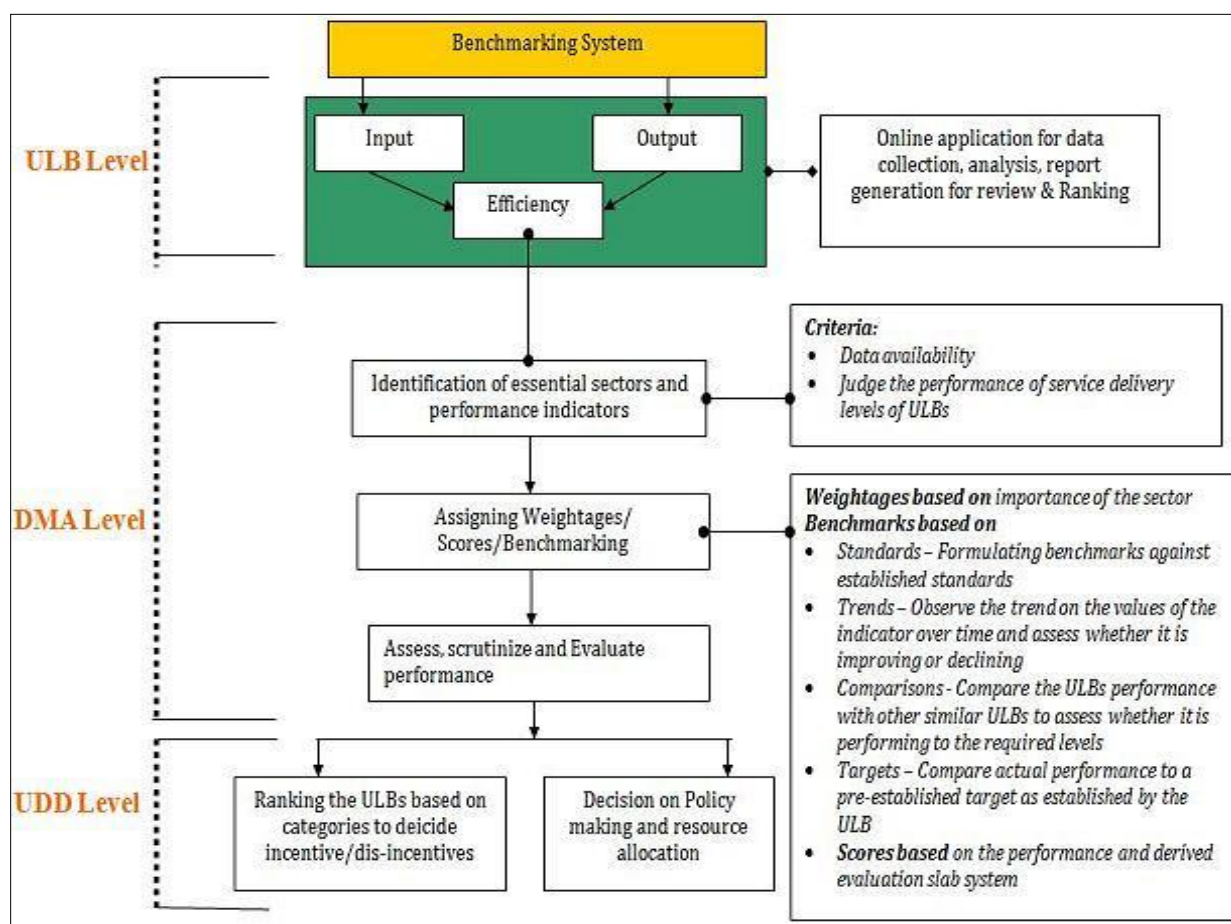 Benchmarking System
ULB Level
Input
Output
Efficiency
Online application for data
collection, analysis, report
generation for review & Ranking
DMA Level
Identification of essential sectors and
performance indicators
Criteria:
• Data availability
• Judge the performance of service delivery
levels of ULBs
Assigning Weightages/
Scores/Benchmarking
Weightages based on importance of the sector
Benchmarks based on
• Standards – Formulating benchmarks against
established standards
• Trends – Observe the trend on the values of the
indicator over time and assess whether it is
improving or declining
• Comparisons - Compare the ULBs performance
with other similar ULBs to assess whether it is
performing to the required levels
• Targets – Compare actual performance to a
pre-established target as established by the
ULB
• Scores based on the performance and derived
evaluation slab system
Assess, scrutinize and Evaluate
performance
UDD Level
Ranking the ULBs based on
categories to deicide
incentive/dis-incentives
Decision on Policy
making and resource
allocation